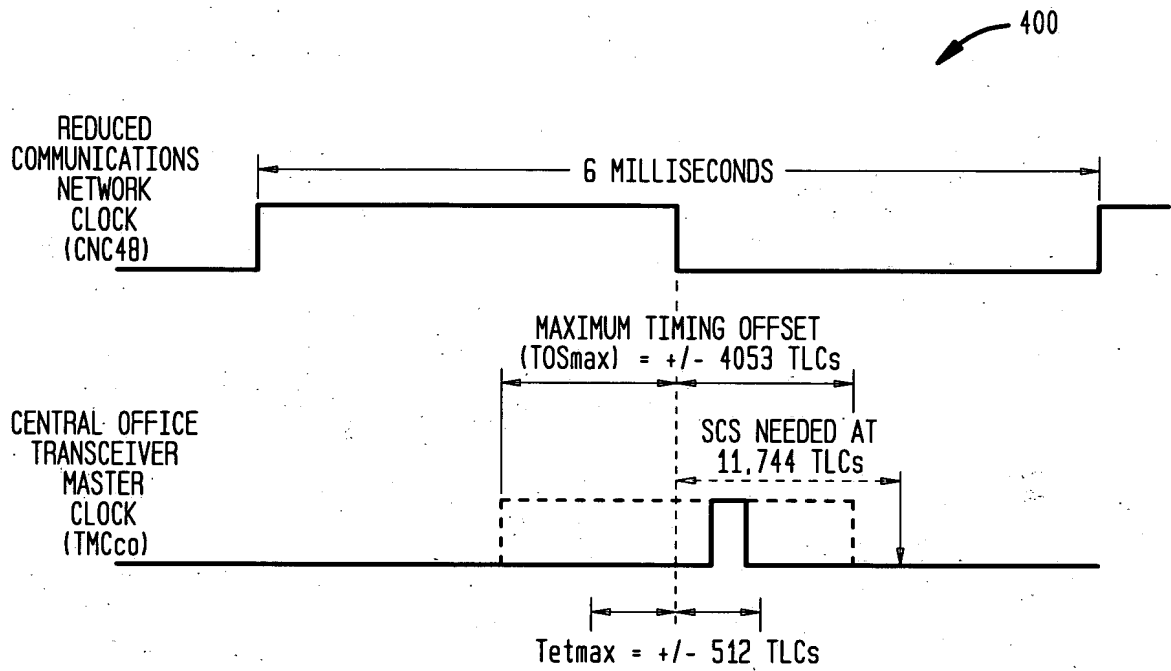 400
REDUCED
COMMUNICATIONS
NETWORK
CLOCK
(CNC48)
6 MILLISECONDS
MAXIMUM TIMING OFFSET
(TOSmax) = +/- 4053 TLCs
CENTRAL OFFICE
TRANSCEIVER
MASTER
CLOCK
(TMCco)
SCS NEEDED AT
11,744 TLCs
Tetmax = +/- 512 TLCs